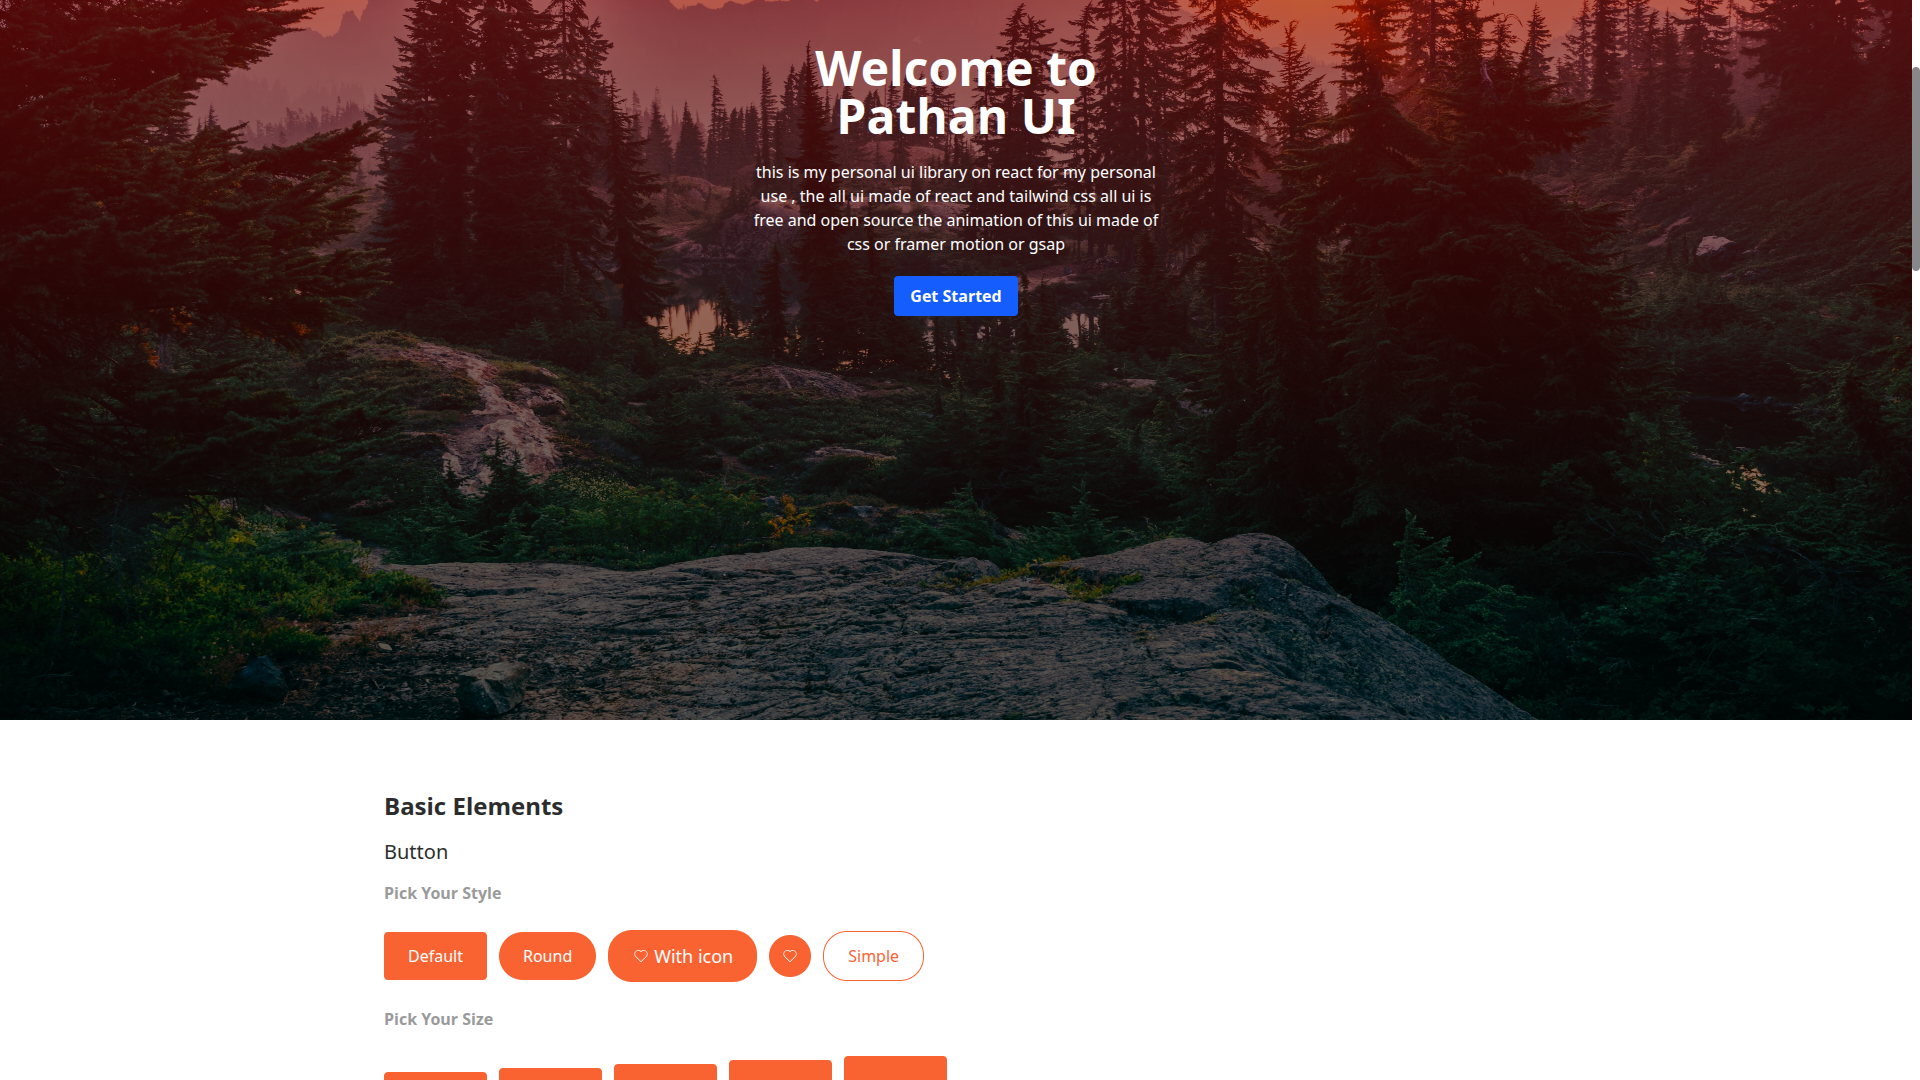 Welcome to
Pathan UI
this is my personal ui library on react for my personal
use , the all ui made of react and tailwind css all ui is
free and open source the animation of this ui made of
css or framer motion or gsap
Get Started
Basic Elements
Button
Pick Your Style
Default
Round
With icon
Simple
Pick Your Size